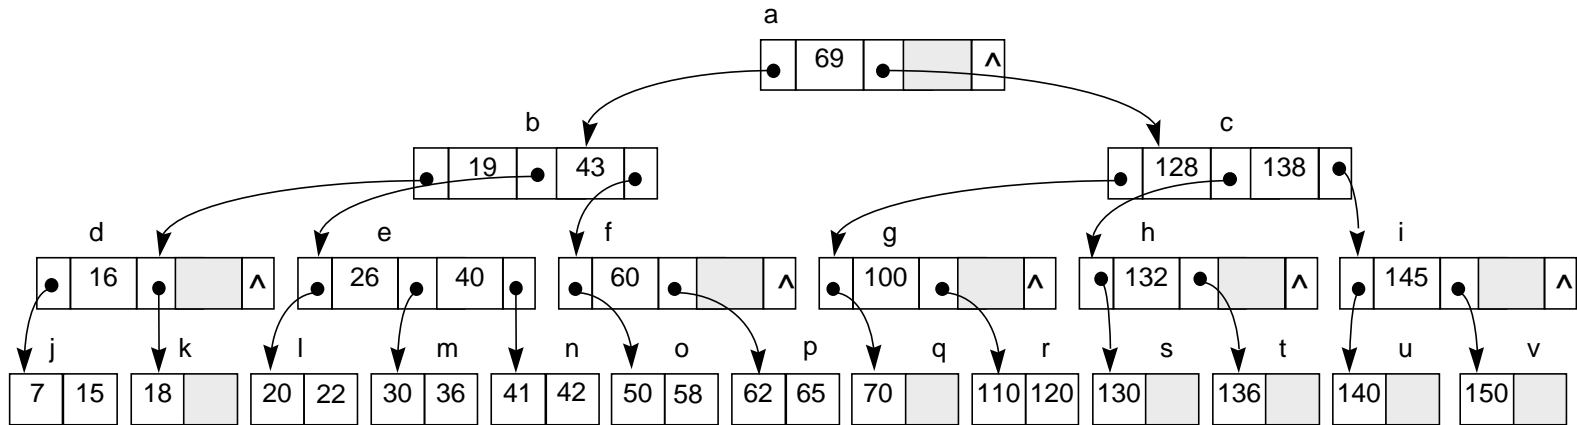 a
69 ^
b c
19 43 128 138
d e f g h i
16 ^ 26 40 60 ^ 100 ^ 132 ^ 145 ^
j k l m n o p q r s t u v
7 15 18 20 22 30 36 41 42 50 58 62 65 70 110 120 130 136 140 150